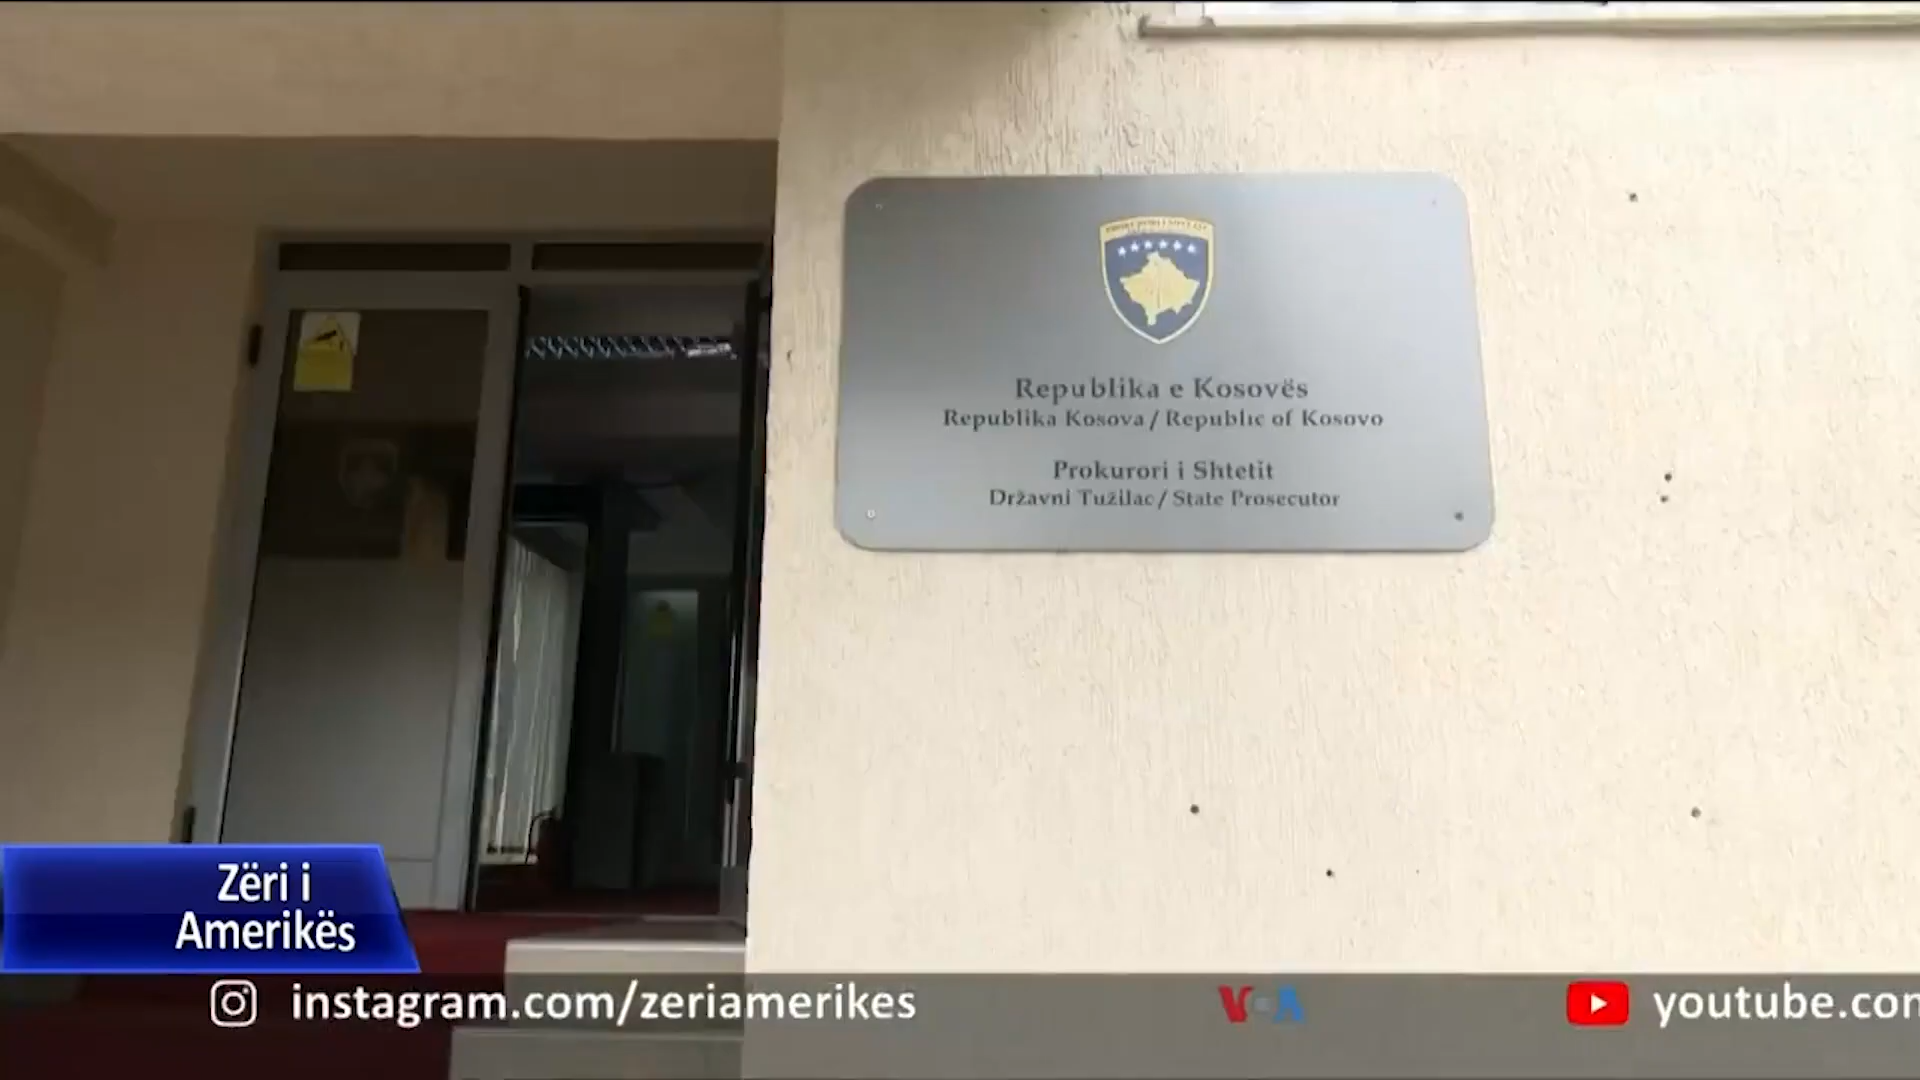 Republika e Kosovës
Republika Kosova / Republic of Kosovo
Prokurori i Shtetit
Državni Tužilac / State Prosecutor
Zëri i
Amerikës
instagram.com/zeriamerikes
VOA
youtube.com